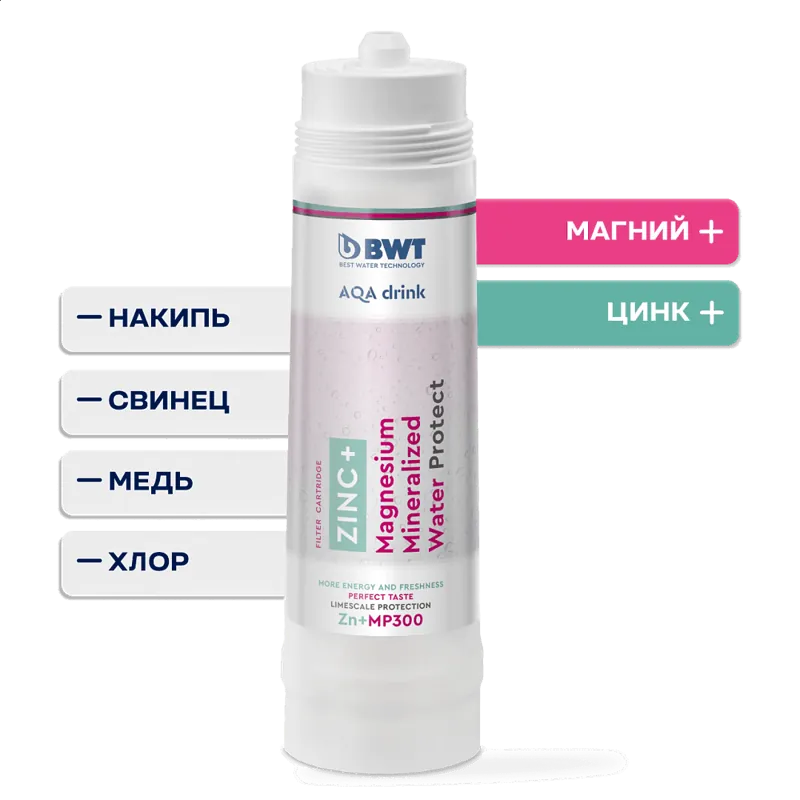 BWT
BEST WATER TECHNOLOGY
AQA drink
МАГНИЙ +
ЦИНК +
— НАКИПЬ
— СВИНЕЦ
— МЕДЬ
— ХЛОР
FILTER CARTRIDGE
ZINC+
Magnesium
Mineralized
Water Protect
MORE ENERGY AND FRESHNESS
PERFECT TASTE
LIMESCALE PROTECTION
Zn+MP300